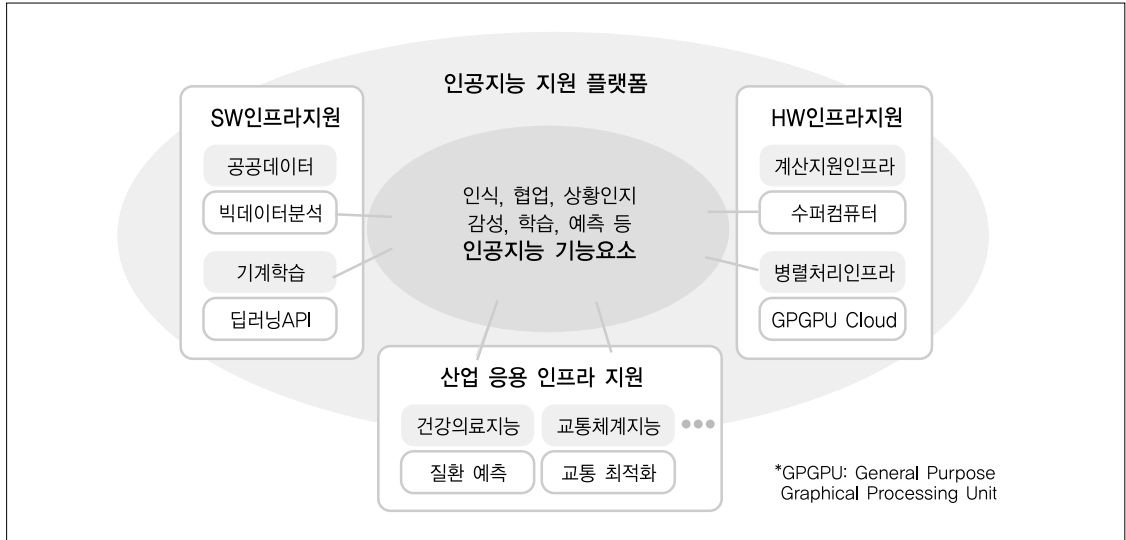 인공지능 지원 플랫폼
SW인프라지원
공공데이터
빅데이터분석
기계학습
딥러닝API
인식, 협업, 상황인지
감성, 학습, 예측 등
인공지능 기능요소
HW인프라지원
계산지원인프라
수퍼컴퓨터
병렬처리인프라
GPGPU Cloud
산업 응용 인프라 지원
건강의료지능
교통체계지능
질환 예측
교통 최적화
*GPGPU: General Purpose
Graphical Processing Unit